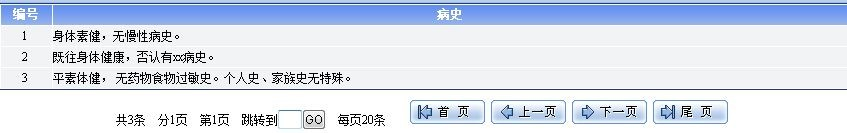 编号 病史
1 身体素健，无慢性病史。
2 既往身体健康，否认有xx病史。
3 平素体健， 无药物食物过敏史。个人史、家族史无特殊。
共3条 分1页 第1页 跳转到 GO 每页20条 首 页 上一页 下一页 尾 页